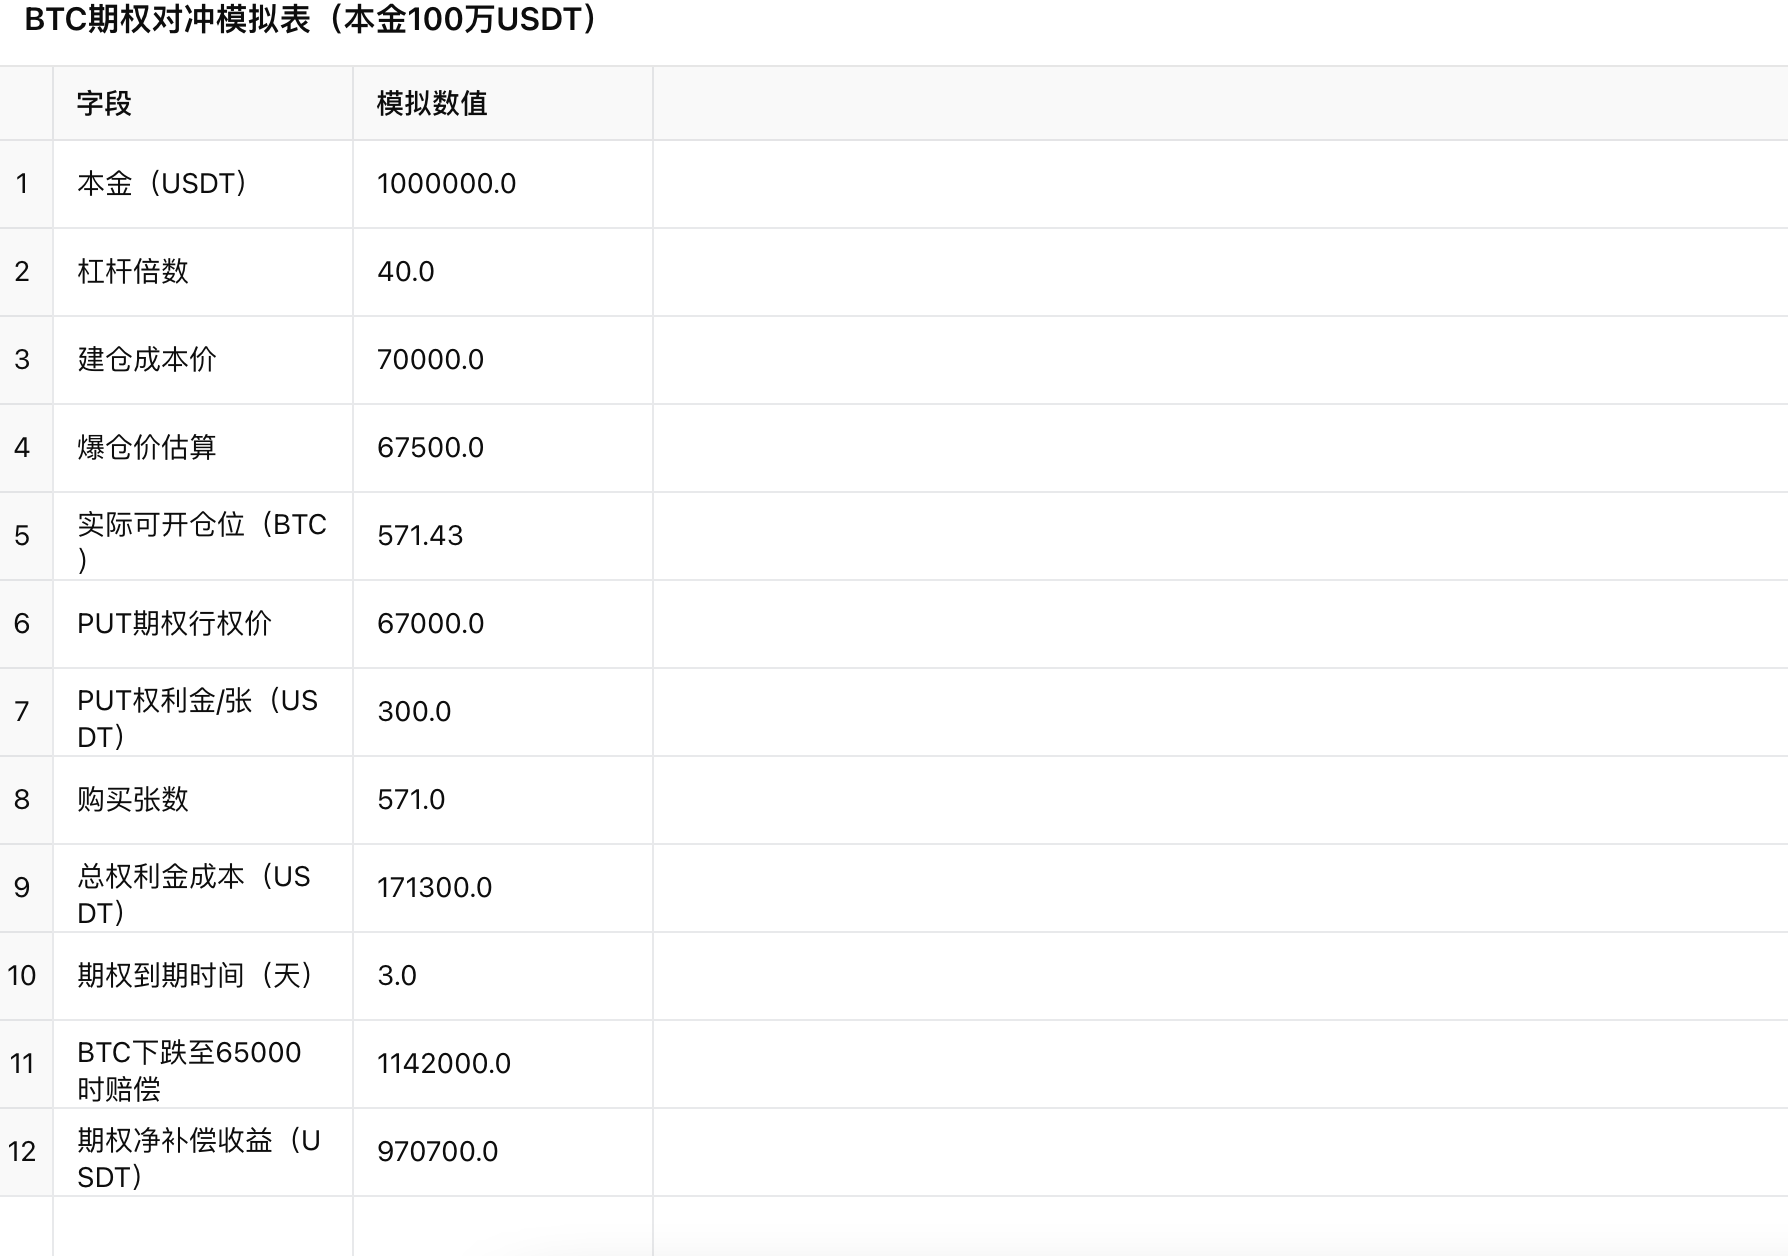 BTC期权对冲模拟表（本金100万USDT）
字段 模拟数值
1 本金（USDT） 1000000.0
2 杠杆倍数 40.0
3 建仓成本价 70000.0
4 爆仓价估算 67500.0
5 实际可开仓位（BTC
） 571.43
6 PUT期权行权价 67000.0
7 PUT权利金/张（US
DT） 300.0
8 购买张数 571.0
9 总权利金成本（US
DT） 171300.0
10 期权到期时间（天） 3.0
11 BTC下跌至65000
时赔偿 1142000.0
12 期权净补偿收益（U
SDT） 970700.0